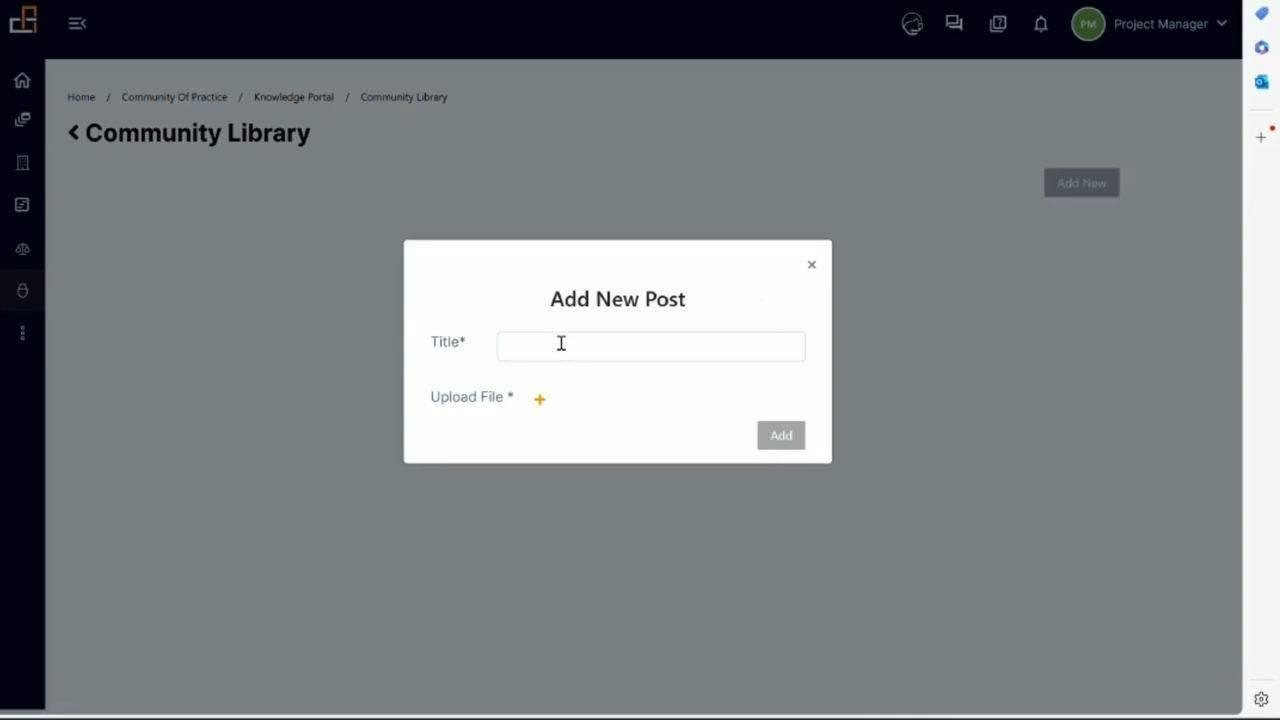 PM Project Manager
Home / Community Of Practice / Knowledge Portal / Community Library
Community Library
Add New
×
Add New Post
Title*
Upload File * +
Add